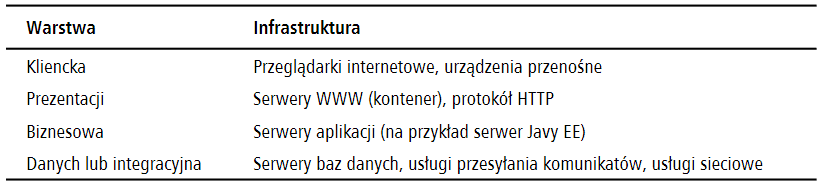 Warstwa Infrastruktura
Kliencka Przeglądarki internetowe, urządzenia przenośne
Prezentacji Serwery WWW (kontener), protokół HTTP
Biznesowa Serwery aplikacji (na przykład serwer Javy EE)
Danych lub integracyjna Serwery baz danych, usługi przesyłania komunikatów, usługi sieciowe